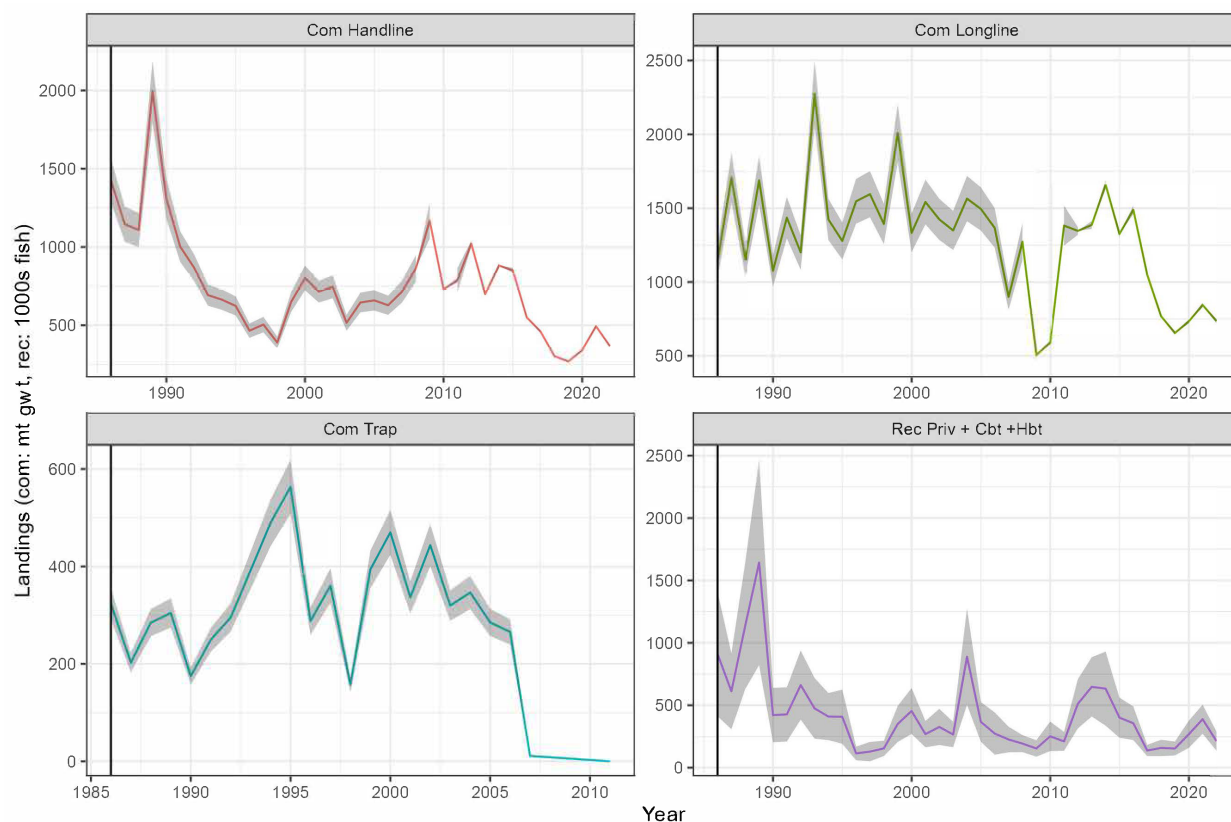 Com Handline
Com Longline
2000
1500
1000
500
1990 2000 2010 2020
2500
2000
1500
1000
500
1990 2000 2010 2020
Landings (com: mt gwt, rec: 1000s fish)
Com Trap
Rec Priv + Cbt +Hbt
600
400
200
0
1985 1990 1995 2000 2005 2010
2500
2000
1500
1000
500
0
1990 2000 2010 2020
Year